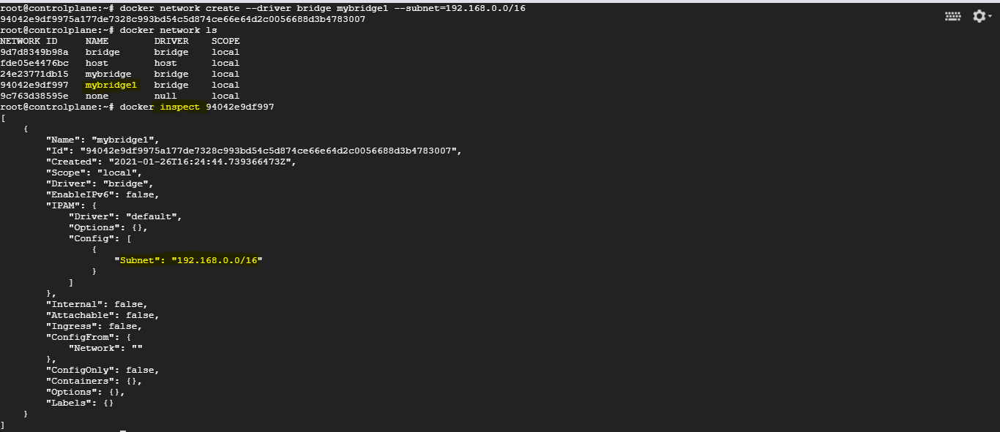 root@controlplane:~# docker network create --driver bridge mybridge1 --subnet=192.168.0.0/16
94042e9df9975a177de7328c993bd54c5d874ce66e64d2c0056688d3b4783007
root@controlplane:~# docker network ls
NETWORK ID     NAME        DRIVER    SCOPE
9d7d8349b98a   bridge      bridge    local
fde05e4476bc   host        host      local
24e23771db15   mybridge    bridge    local
94042e9df997   mybridge1   bridge    local
9c763d38595e   none        null      local
root@controlplane:~# docker inspect 94042e9df997
[
    {
        "Name": "mybridge1",
        "Id": "94042e9df9975a177de7328c993bd54c5d874ce66e64d2c0056688d3b4783007",
        "Created": "2021-01-26T16:24:44.739366473Z",
        "Scope": "local",
        "Driver": "bridge",
        "EnableIPv6": false,
        "IPAM": {
            "Driver": "default",
            "Options": {},
            "Config": [
                {
                    "Subnet": "192.168.0.0/16"
                }
            ]
        },
        "Internal": false,
        "Attachable": false,
        "Ingress": false,
        "ConfigFrom": {
            "Network": ""
        },
        "ConfigOnly": false,
        "Containers": {},
        "Options": {},
        "Labels": {}
    }
]